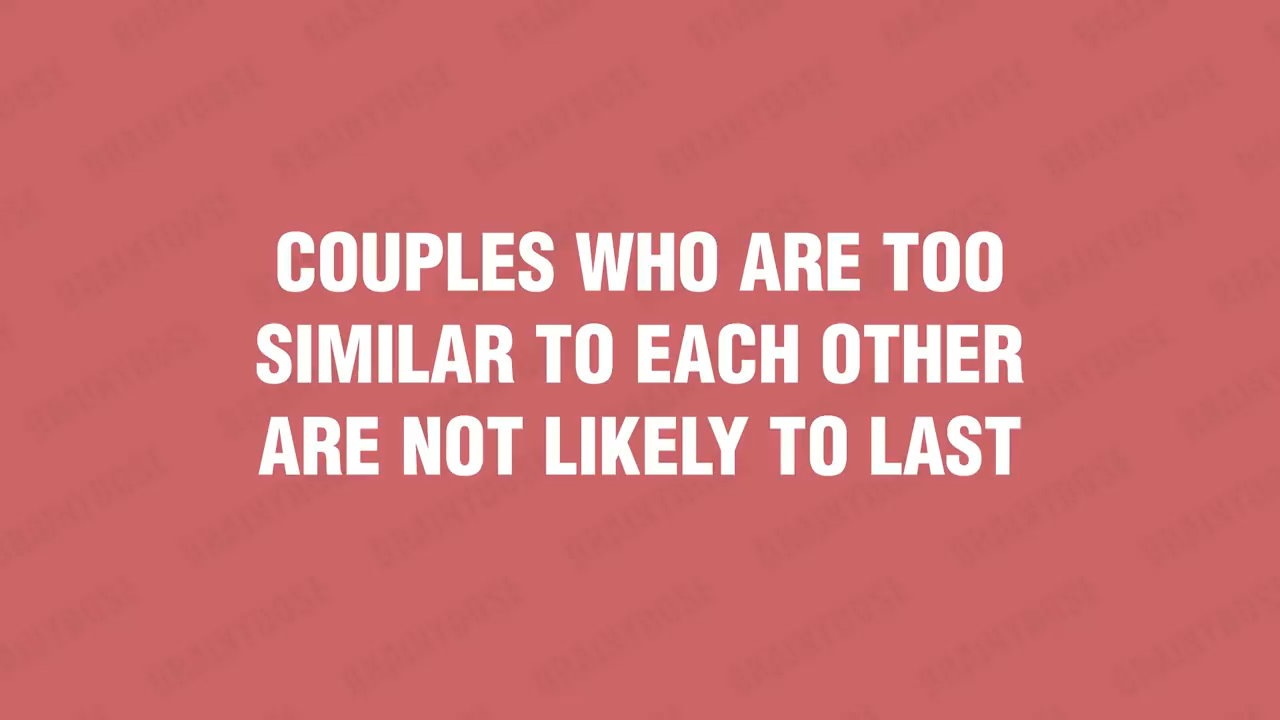 COUPLES WHO ARE TOO
SIMILAR TO EACH OTHER
ARE NOT LIKELY TO LAST